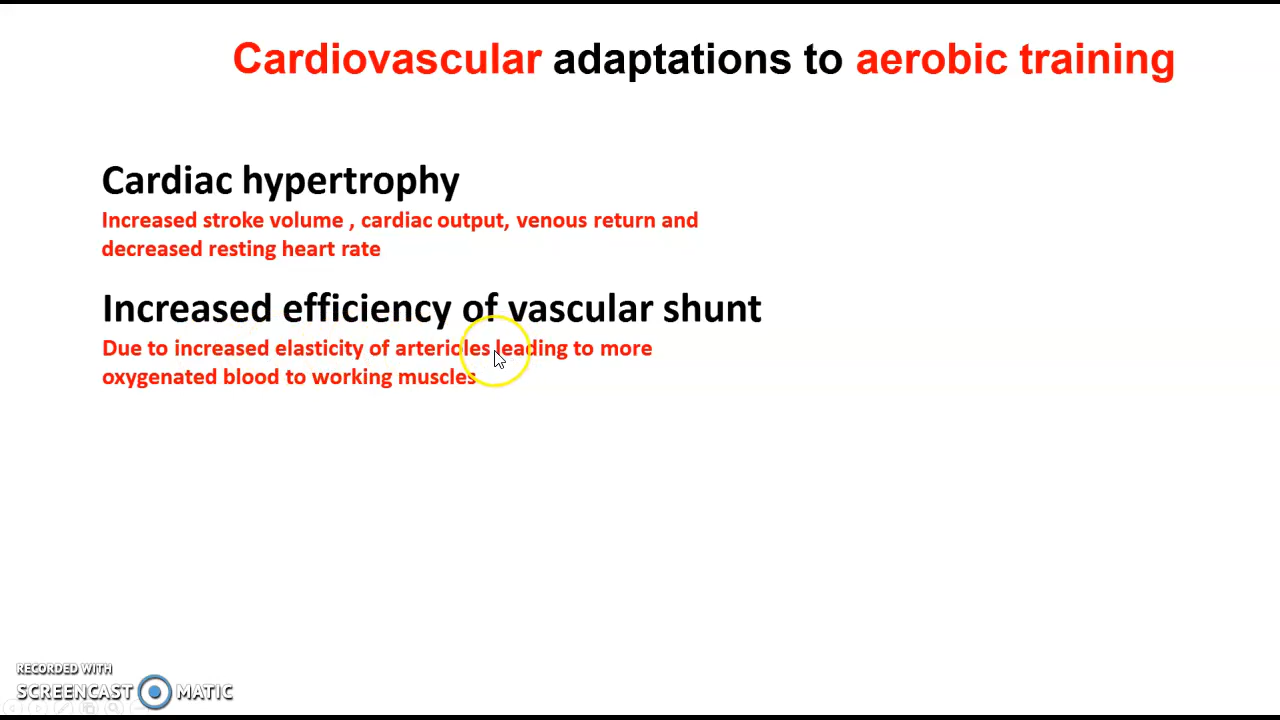 Cardiovascular adaptations to aerobic training
Cardiac hypertrophy
Increased stroke volume , cardiac output, venous return and
decreased resting heart rate
Increased efficiency of vascular shunt
Due to increased elasticity of arterioles leading to more
oxygenated blood to working muscles
RECORDED WITH
SCREENCAST MATIC